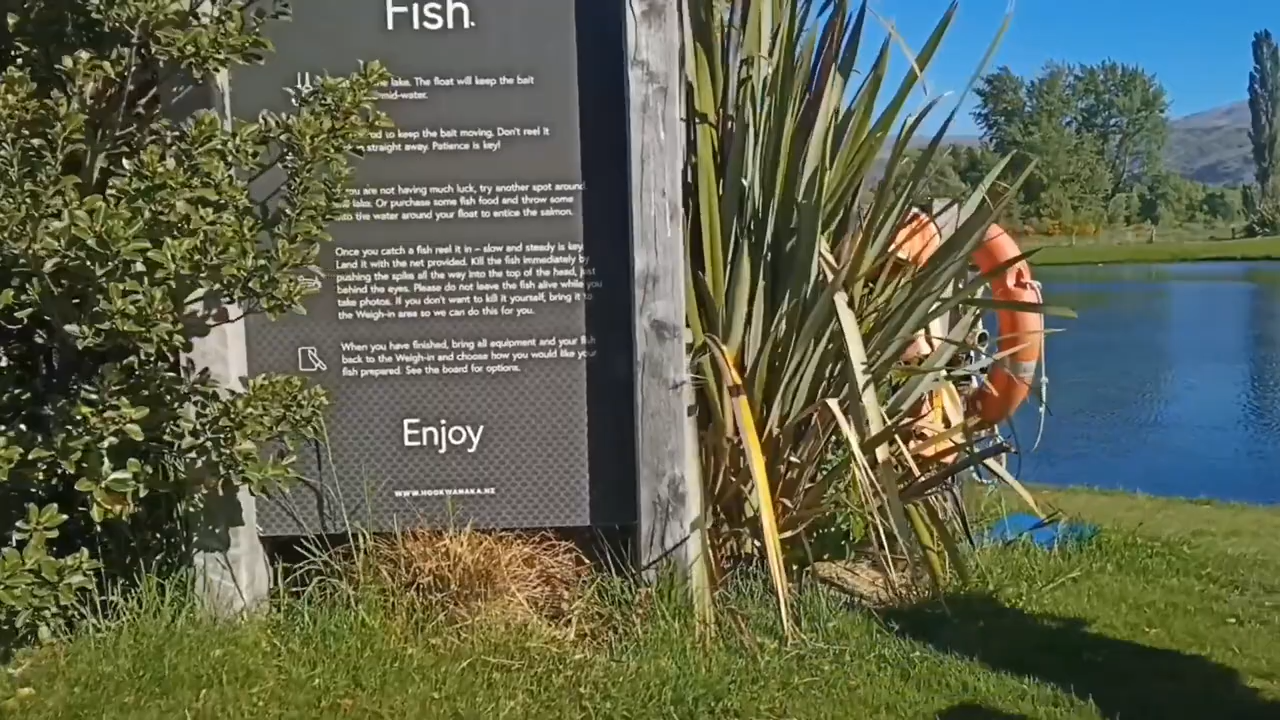 Fish.
lake. The float will keep the bait
mid-water.
to keep the bait moving. Don't reel it
straight away. Patience is key!
you are not having much luck, try another spot around
lake. Or purchase some fish food and throw some
into the water around your float to entice the salmon.
Once you catch a fish reel it in – slow and steady is key.
Land it with the net provided. Kill the fish immediately by
pushing the spike all the way into the top of the head, just
behind the eyes. Please do not leave the fish alive while you
take photos. If you don't want to kill it yourself, bring it to
the Weigh-in area so we can do this for you.
When you have finished, bring all equipment and your fish
back to the Weigh-in and choose how you would like your
fish prepared. See the board for options.
Enjoy
WWW.HOOKWANAKA.NZ